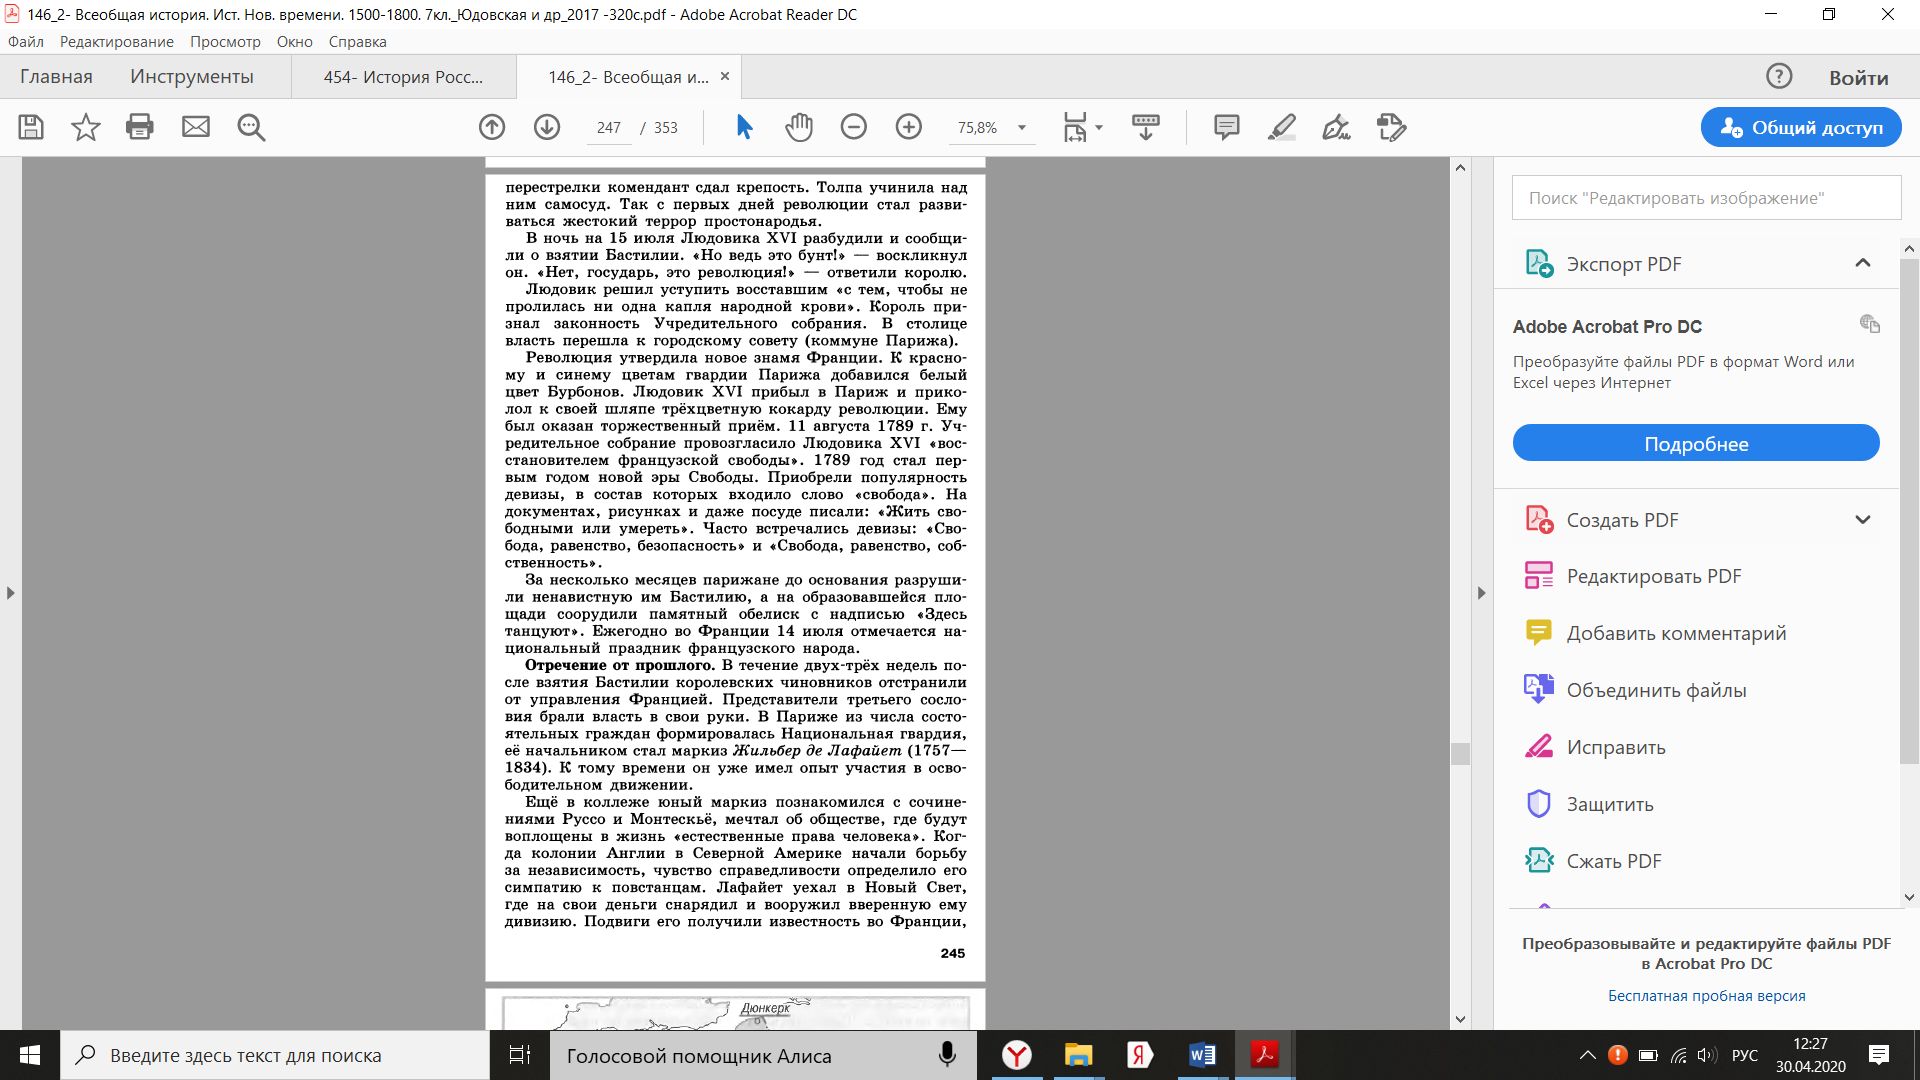 146_2- Всеобщая история. Ист. Нов. времени. 1500-1800. 7кл._Юдовская и др_2017 -320с.pdf - Adobe Acrobat Reader DC
Файл Редактирование Просмотр Окно Справка
Главная Инструменты 454- История Росс... 146_2- Всеобщая и... × Войти
247 / 353 75,8% Общий доступ
перестрелки комендант сдал крепость. Толпа учинила над
ним самосуд. Так с первых дней революции стал разви-
ваться жестокий террор простонародья.
В ночь на 15 июля Людовика XVI разбудили и сообщи-
ли о взятии Бастилии. «Но ведь это бунт!» — воскликнул
он. «Нет, государь, это революция!» — ответили королю.
Людовик решил уступить восставшим «с тем, чтобы не
пролилась ни одна капля народной крови». Король при-
знал законность Учредительного собрания. В столице
власть перешла к городскому совету (коммуне Парижа).
Революция утвердила новое знамя Франции. К красно-
му и синему цветам гвардии Парижа добавился белый
цвет Бурбонов. Людовик XVI прибыл в Париж и прико-
лол к своей шляпе трёхцветную кокарду революции. Ему
был оказан торжественный приём. 11 августа 1789 г. Уч-
редительное собрание провозгласило Людовика XVI «вос-
становителем французской свободы». 1789 год стал пер-
вым годом новой эры Свободы. Приобрели популярность
девизы, в состав которых входило слово «свобода». На
документах, рисунках и даже посуде писали: «Жить сво-
бодными или умереть». Часто встречались девизы: «Сво-
бода, равенство, безопасность» и «Свобода, равенство, соб-
ственность».
За несколько месяцев парижане до основания разруши-
ли ненавистную им Бастилию, а на образовавшейся пло-
щади соорудили памятный обелиск с надписью «Здесь
танцуют». Ежегодно во Франции 14 июля отмечается на-
циональный праздник французского народа.
Отречение от прошлого. В течение двух-трёх недель по-
сле взятия Бастилии королевских чиновников отстранили
от управления Францией. Представители третьего сосло-
вия брали власть в свои руки. В Париже из числа состо-
ятельных граждан формировалась Национальная гвардия,
её начальником стал маркиз Жильбер де Лафайет (1757—
1834). К тому времени он уже имел опыт участия в осво-
бодительном движении.
Ещё в коллеже юный маркиз познакомился с сочине-
ниями Руссо и Монтескьё, мечтал об обществе, где будут
воплощены в жизнь «естественные права человека». Ког-
да колонии Англии в Северной Америке начали борьбу
за независимость, чувство справедливости определило его
симпатию к повстанцам. Лафайет уехал в Новый Свет,
где на свои деньги снарядил и вооружил вверенную ему
дивизию. Подвиги его получили известность во Франции,
245
Дюнкерк
Поиск "Редактировать изображение"
Экспорт PDF
Adobe Acrobat Pro DC
Преобразуйте файлы PDF в формат Word или
Excel через Интернет
Подробнее
Создать PDF
Редактировать PDF
Добавить комментарий
Объединить файлы
Исправить
Защитить
Сжать PDF
Преобразовывайте и редактируйте файлы PDF
в Acrobat Pro DC
Бесплатная пробная версия
Введите здесь текст для поиска
Голосовой помощник Алиса
РУС
12:27
30.04.2020